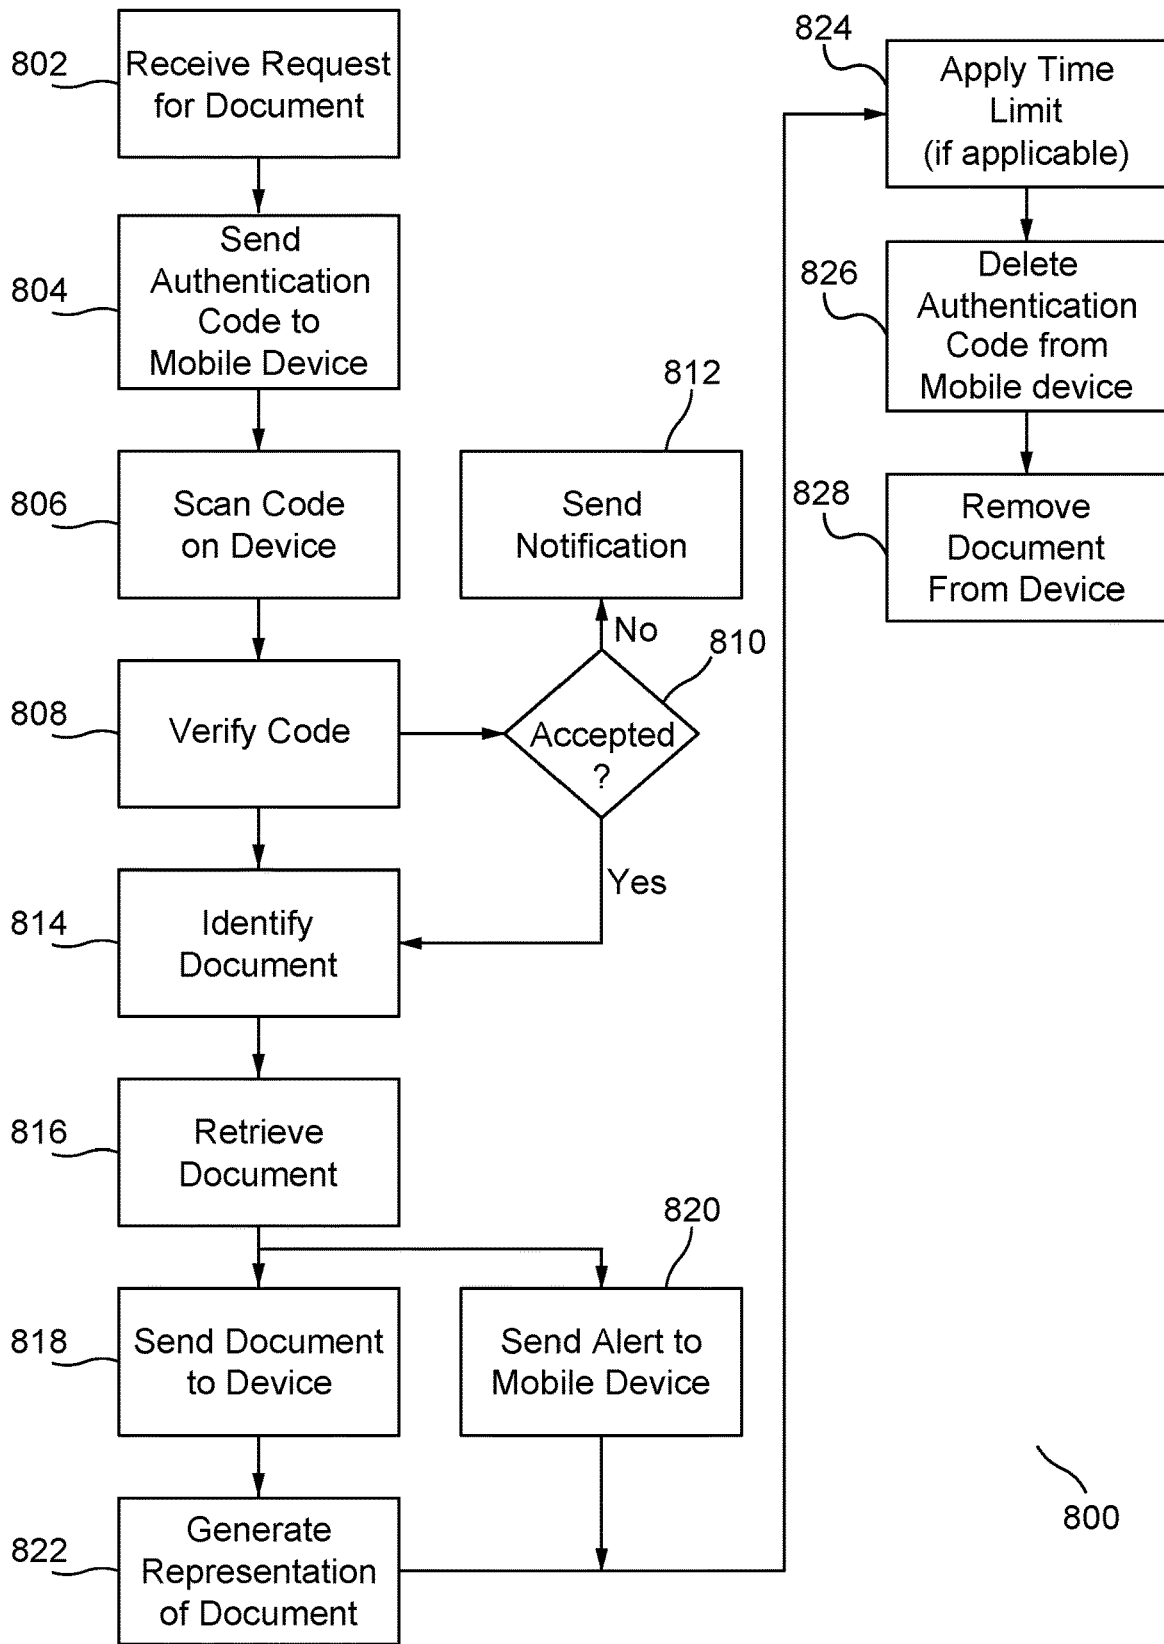 802
Receive Request
for Document
804
Send
Authentication
Code to
Mobile Device
806
Scan Code
on Device
812
Send
Notification
No
808
Verify Code
810
Accepted
?
Yes
814
Identify
Document
816
Retrieve
Document
818
Send Document
to Device
820
Send Alert to
Mobile Device
822
Generate
Representation
of Document
824
Apply Time
Limit
(if applicable)
826
Delete
Authentication
Code from
Mobile device
828
Remove
Document
From Device
800